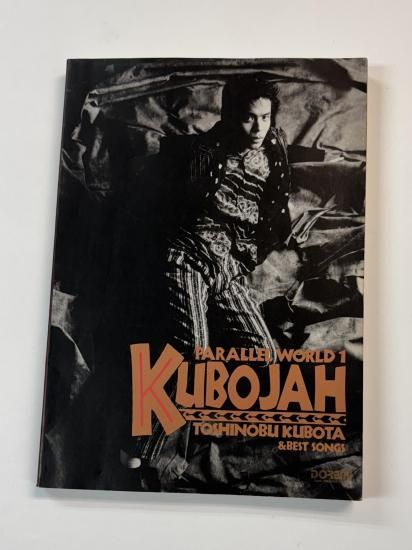 PARALLEL WORLD 1
KUBOJAH
TOSHINOBU KUBOTA
& BEST SONGS